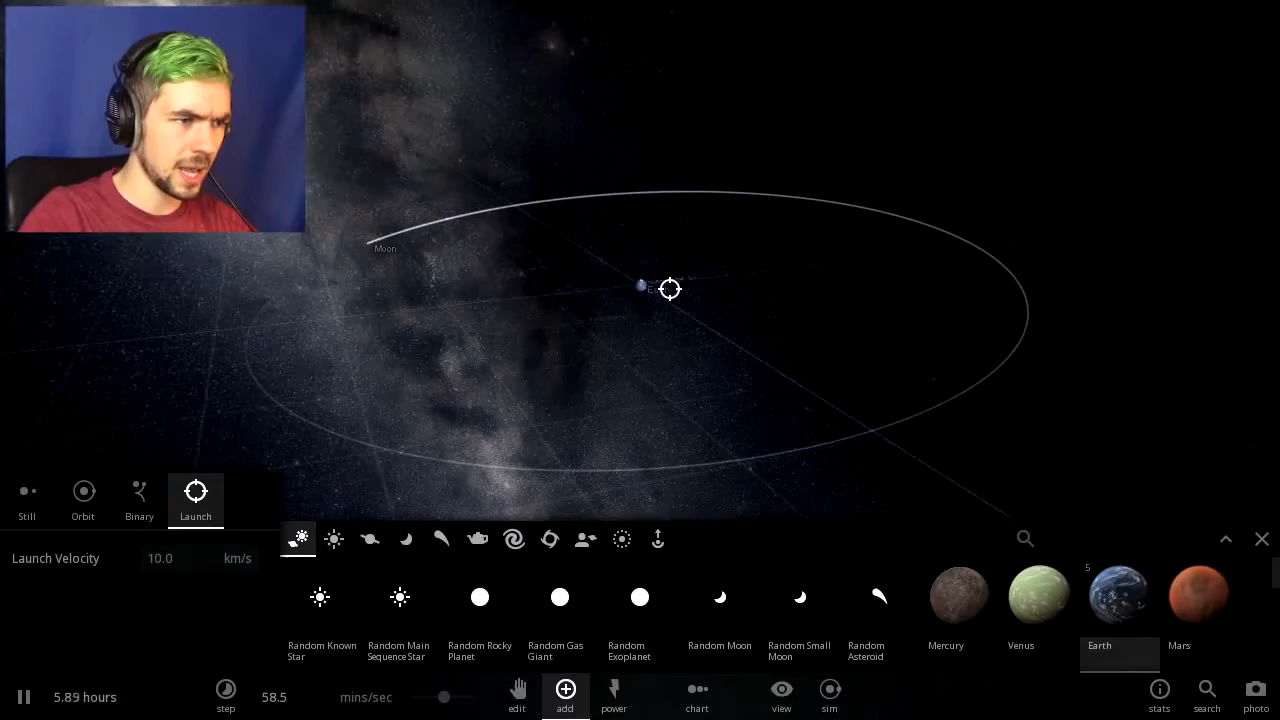 Moon
Still
Orbit
Binary
Launch
Launch Velocity 10.0 km/s
5
Random Known
Star
Random Main
Sequence Star
Random Rocky
Planet
Random Gas
Giant
Random
Exoplanet
Random Moon
Random Small
Moon
Random
Asteroid
Mercury
Venus
Earth
Mars
5.89 hours
step
58.5 mins/sec
edit
add
power
chart
view
sim
stats
search
photo